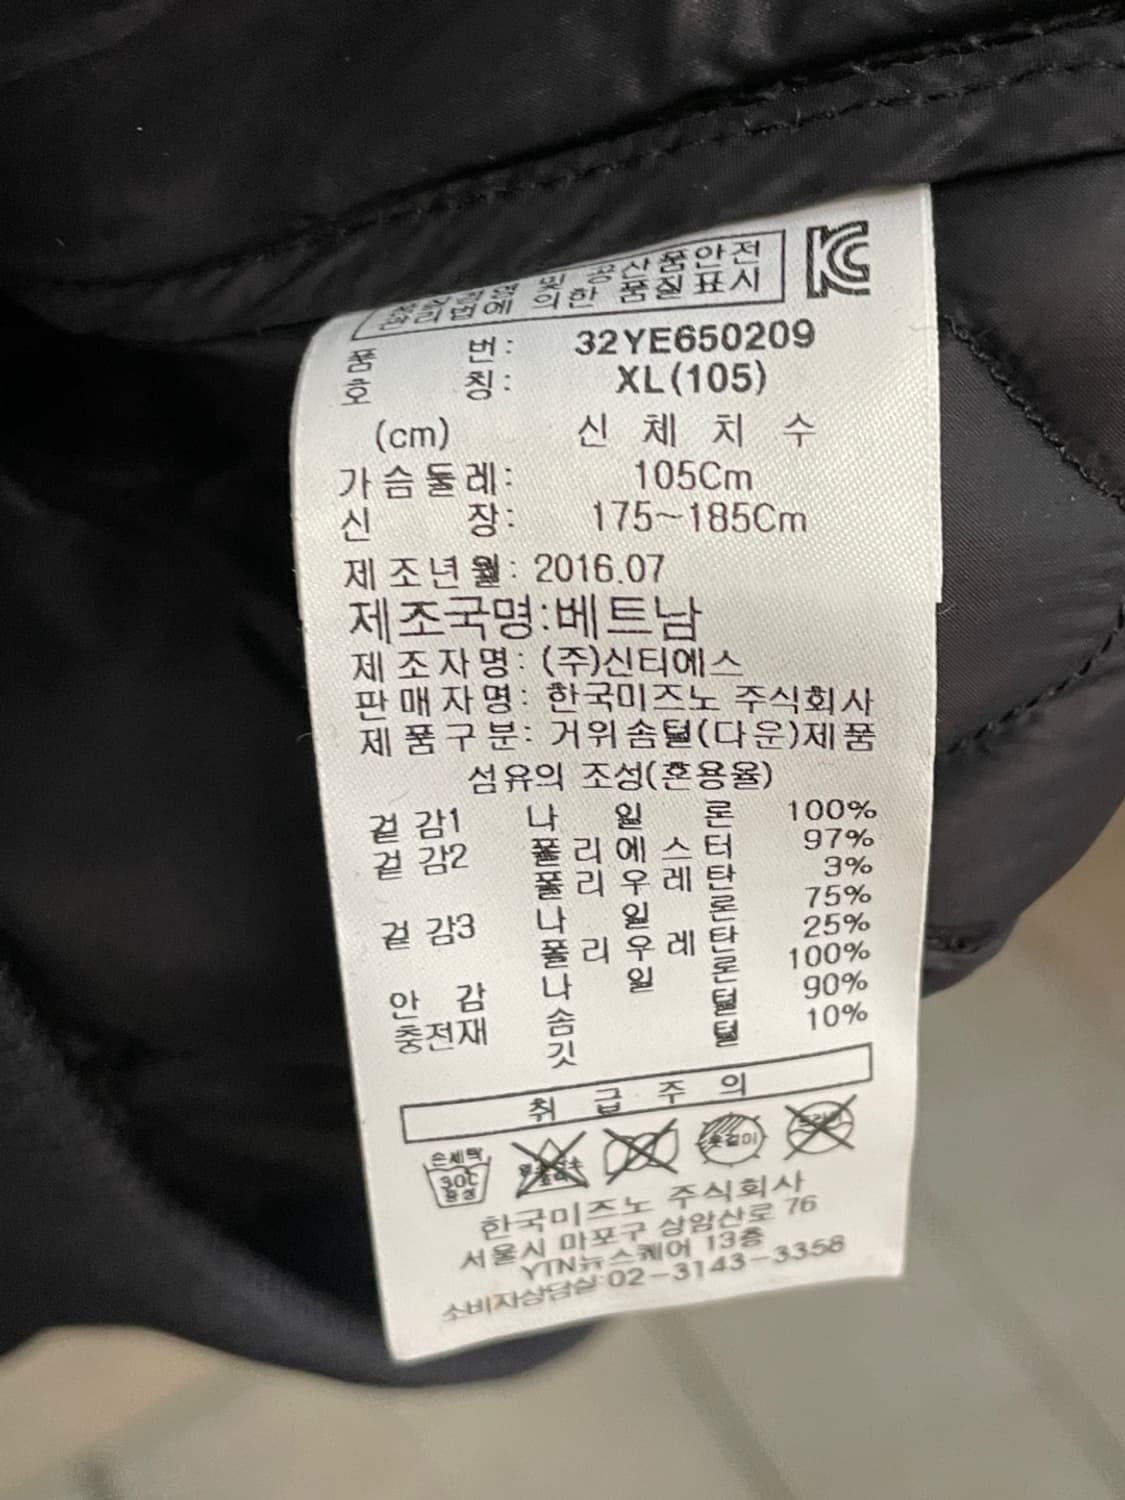 및 공산품안전
관리법에 의한 품질표시
품 번: 32YE650209
호 칭: XL(105)
(cm) 신 체 치 수
가슴둘레: 105Cm
신 장: 175~185Cm
제조년월: 2016.07
제조국명:베트남
제조자명: (주)신티에스
판매자명: 한국미즈노 주식회사
제품구분: 거위솜털(다운)제품
섬유의 조성(혼용율)
겉 감1 나 일 론 100%
겉 감2 폴리에스터 97%
폴리우레탄 3%
겉 감3 나 일 론 75%
폴리우레탄 25%
안 감 나 일 론 100%
충전재 솜 털 90%
깃 털 10%
취 급 주 의
손세탁 옷걸이 드라이
30℃
중성
한국미즈노 주식회사
서울시 마포구 상암산로 76
YTN뉴스퀘어 13층
소비자상담실:02-3143-3358